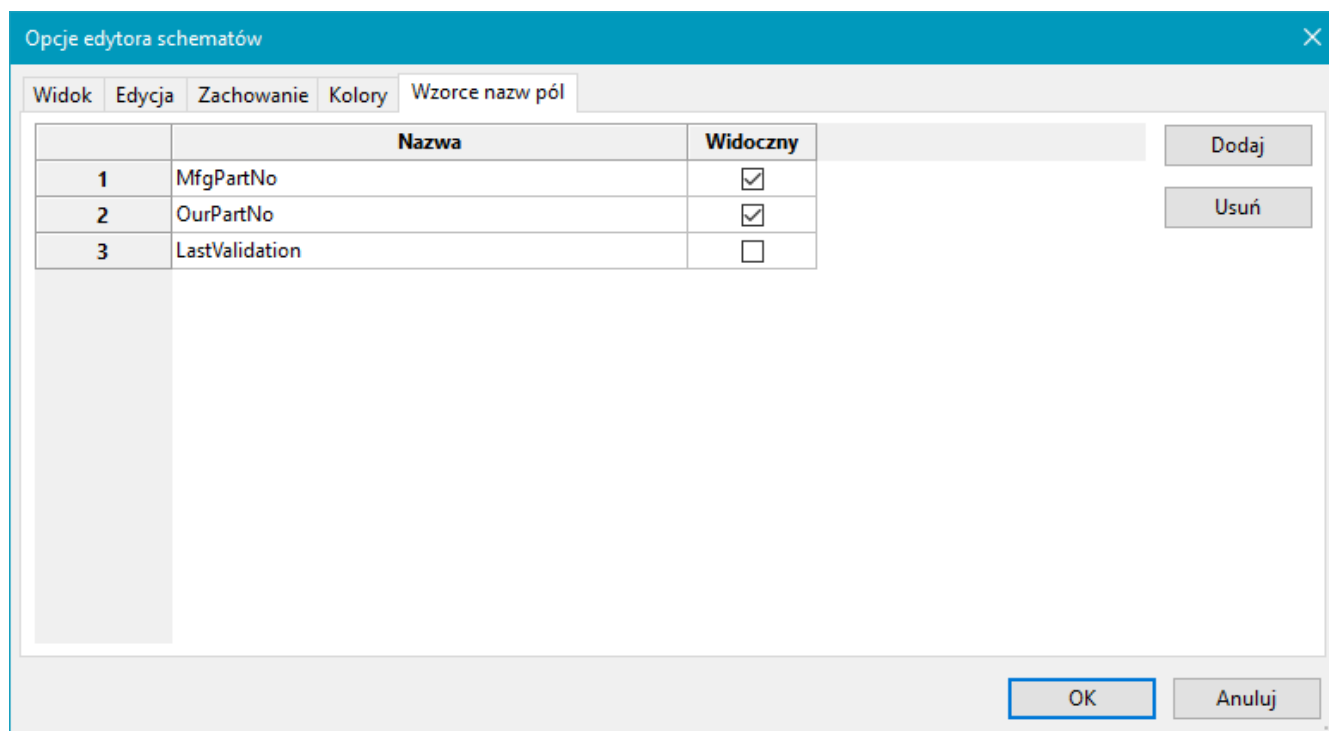 Opcje edytora schematów
Widok Edycja Zachowanie Kolory Wzorce nazw pól
Nazwa Widoczny Dodaj
1 MfgPartNo
2 OurPartNo Usuń
3 LastValidation
OK Anuluj